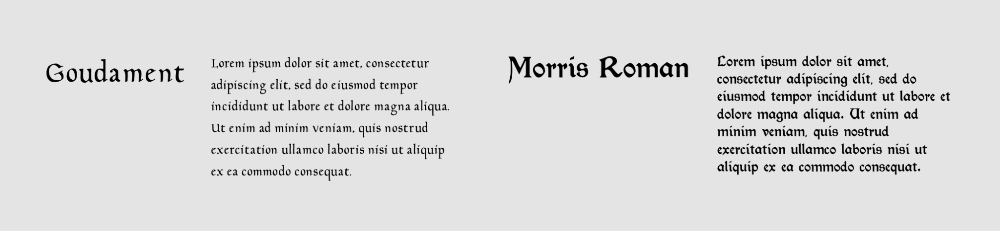 Goudament
Lorem ipsum dolor sit amet, consectetur
adipiscing elit, sed do eiusmod tempor
incididunt ut labore et dolore magna aliqua.
Ut enim ad minim veniam, quis nostrud
exercitation ullamco laboris nisi ut aliquip
ex ea commodo consequat.
Morris Roman
Lorem ipsum dolor sit amet,
consectetur adipiscing elit, sed do
eiusmod tempor incididunt ut labore et
dolore magna aliqua. Ut enim ad
minim veniam, quis nostrud
exercitation ullamco laboris nisi ut
aliquip ex ea commodo consequat.